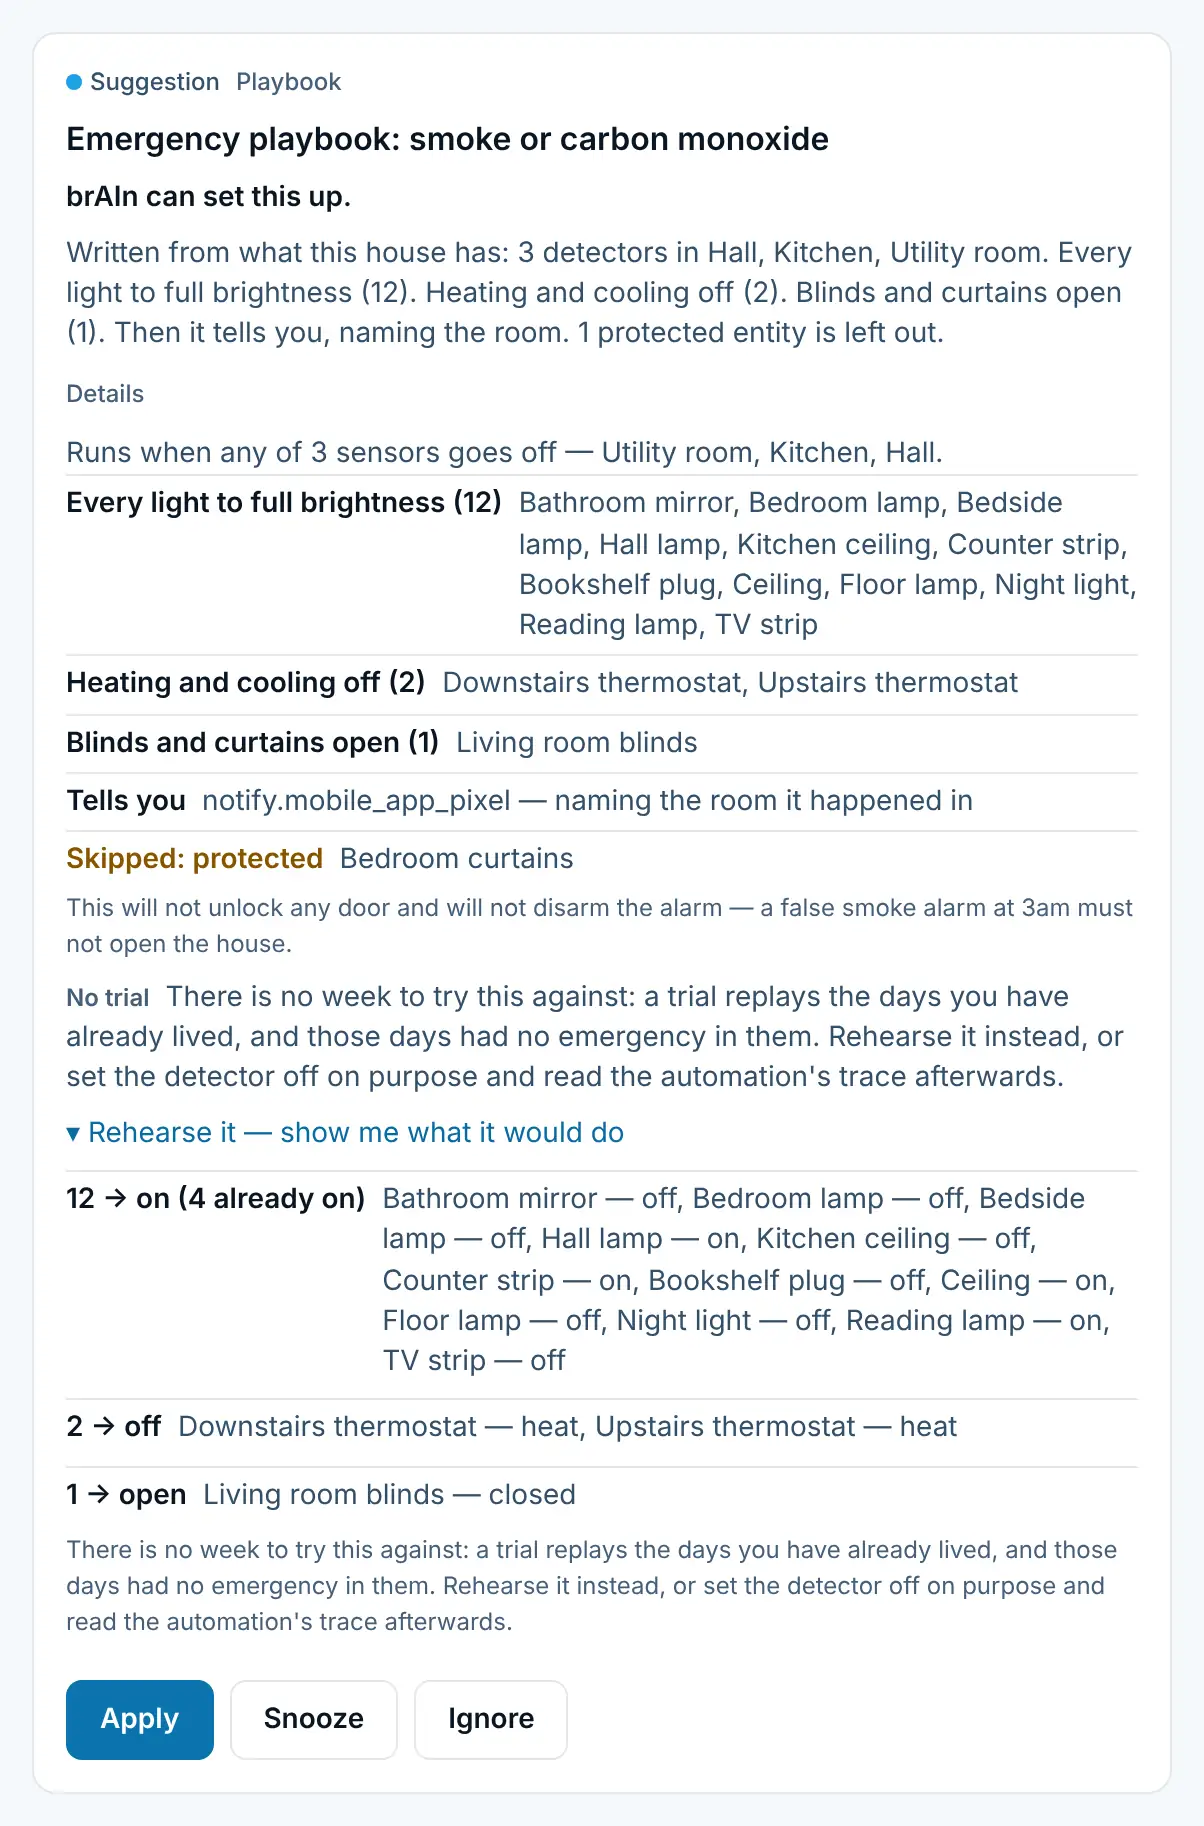 Suggestion Playbook
Emergency playbook: smoke or carbon monoxide
brAIn can set this up.
Written from what this house has: 3 detectors in Hall, Kitchen, Utility room. Every
light to full brightness (12). Heating and cooling off (2). Blinds and curtains open
(1). Then it tells you, naming the room. 1 protected entity is left out.
Details
Runs when any of 3 sensors goes off — Utility room, Kitchen, Hall.
Every light to full brightness (12) Bathroom mirror, Bedroom lamp, Bedside
lamp, Hall lamp, Kitchen ceiling, Counter strip,
Bookshelf plug, Ceiling, Floor lamp, Night light,
Reading lamp, TV strip
Heating and cooling off (2) Downstairs thermostat, Upstairs thermostat
Blinds and curtains open (1) Living room blinds
Tells you notify.mobile_app_pixel — naming the room it happened in
Skipped: protected Bedroom curtains
This will not unlock any door and will not disarm the alarm — a false smoke alarm at 3am must
not open the house.
No trial There is no week to try this against: a trial replays the days you have
already lived, and those days had no emergency in them. Rehearse it instead, or
set the detector off on purpose and read the automation's trace afterwards.
▾ Rehearse it — show me what it would do
12 → on (4 already on) Bathroom mirror — off, Bedroom lamp — off, Bedside
lamp — off, Hall lamp — on, Kitchen ceiling — off,
Counter strip — on, Bookshelf plug — off, Ceiling — on,
Floor lamp — off, Night light — off, Reading lamp — on,
TV strip — off
2 → off Downstairs thermostat — heat, Upstairs thermostat — heat
1 → open Living room blinds — closed
There is no week to try this against: a trial replays the days you have already lived, and those
days had no emergency in them. Rehearse it instead, or set the detector off on purpose and
read the automation's trace afterwards.
Apply Snooze Ignore